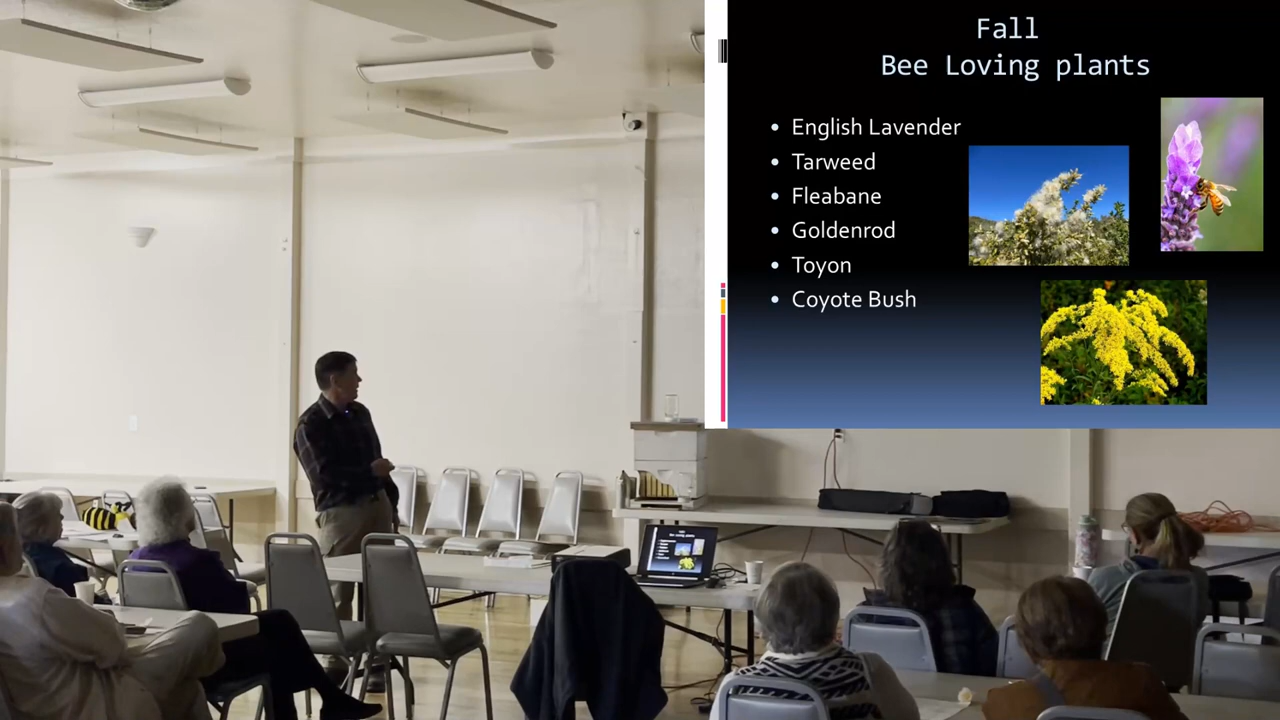 Fall
Bee Loving plants
• English Lavender
• Tarweed
• Fleabane
• Goldenrod
• Toyon
• Coyote Bush